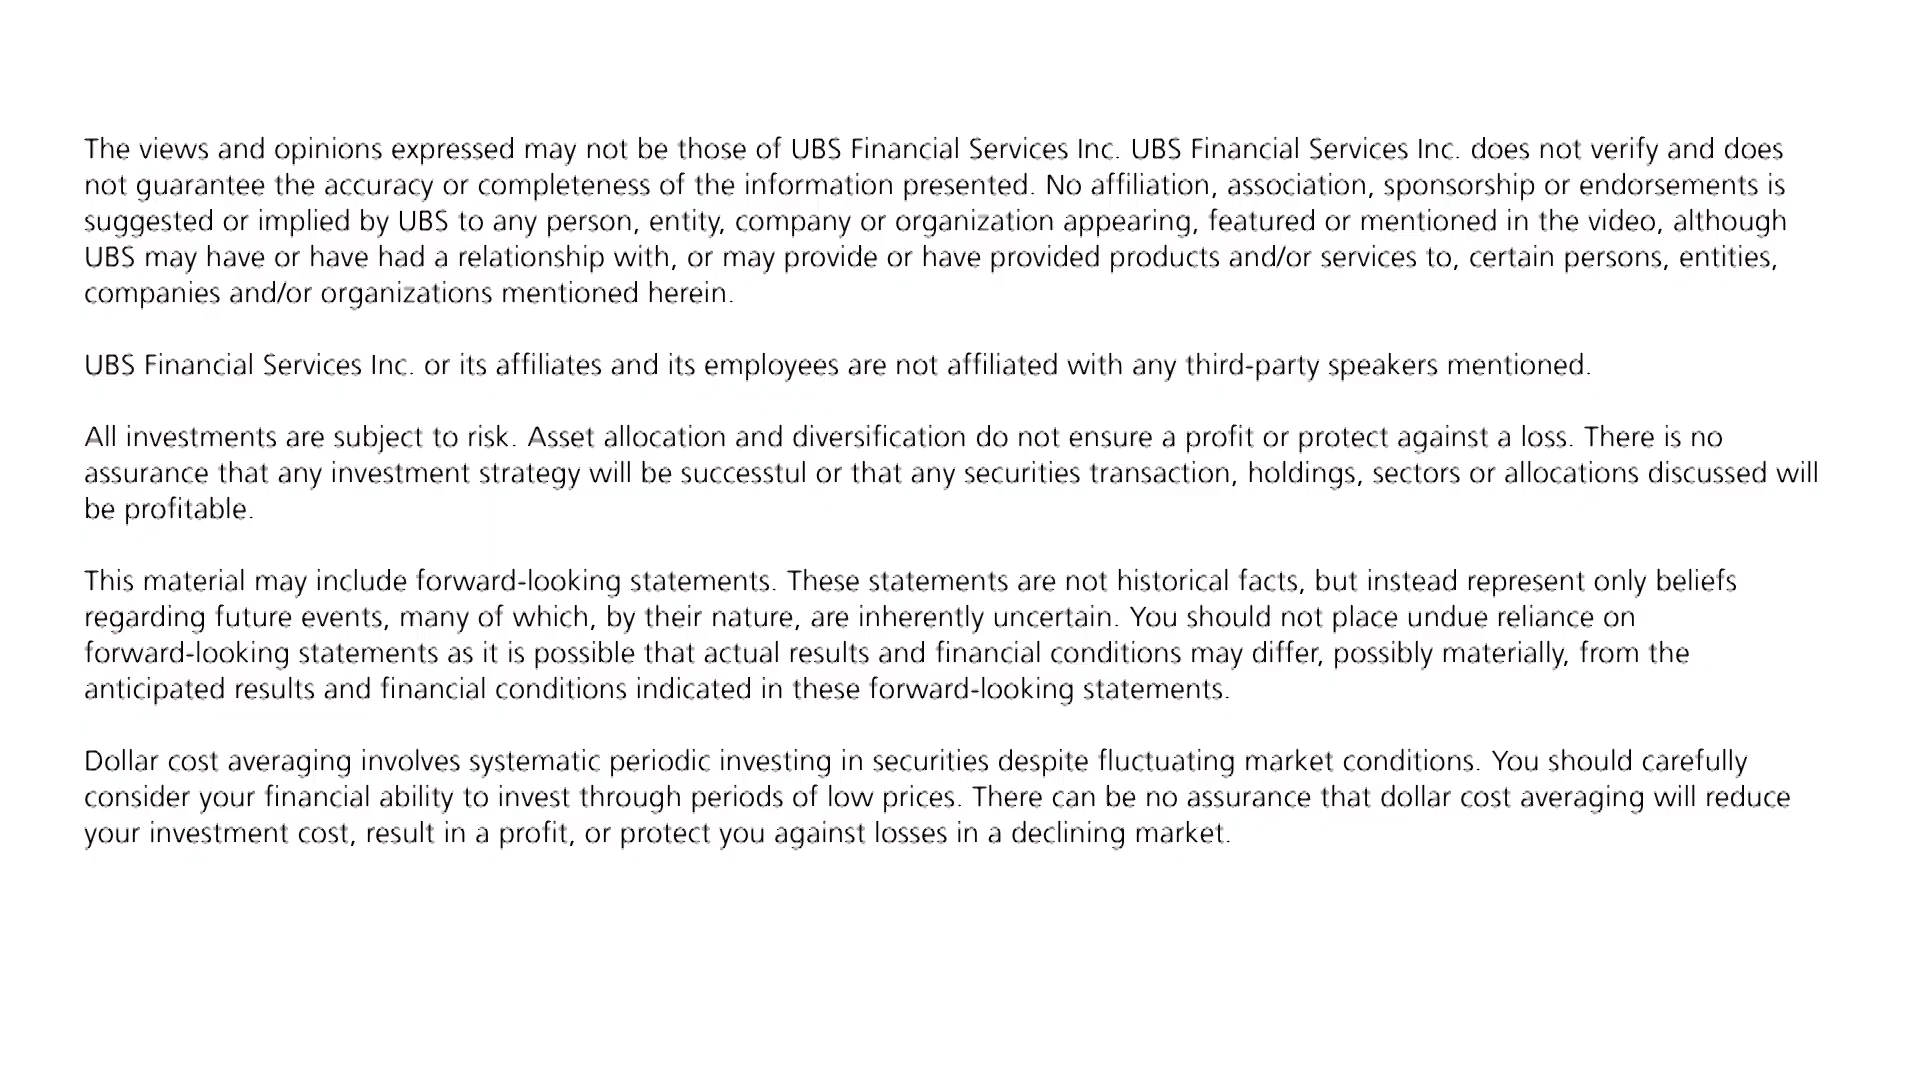 The views and opinions expressed may not be those of UBS Financial Services Inc. UBS Financial Services Inc. does not verify and does
not guarantee the accuracy or completeness of the information presented. No affiliation, association, sponsorship or endorsements is
suggested or implied by UBS to any person, entity, company or organization appearing, featured or mentioned in the video, although
UBS may have or have had a relationship with, or may provide or have provided products and/or services to, certain persons, entities,
companies and/or organizations mentioned herein.
UBS Financial Services Inc. or its affiliates and its employees are not affiliated with any third-party speakers mentioned.
All investments are subject to risk. Asset allocation and diversification do not ensure a profit or protect against a loss. There is no
assurance that any investment strategy will be successtul or that any securities transaction, holdings, sectors or allocations discussed will
be profitable.
This material may include forward-looking statements. These statements are not historical facts, but instead represent only beliefs
regarding future events, many of which, by their nature, are inherently uncertain. You should not place undue reliance on
forward-looking statements as it is possible that actual results and financial conditions may differ, possibly materially, from the
anticipated results and financial conditions indicated in these forward-looking statements.
Dollar cost averaging involves systematic periodic investing in securities despite fluctuating market conditions. You should carefully
consider your financial ability to invest through periods of low prices. There can be no assurance that dollar cost averaging will reduce
your investment cost, result in a profit, or protect you against losses in a declining market.